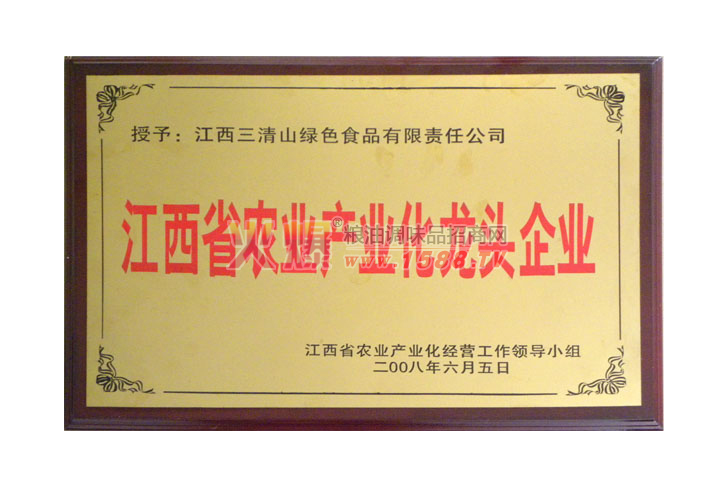 授予：江西三清山绿色食品有限责任公司
江西省农业产业化龙头企业
粮油调味品招商网
www.1588.tv
江西省农业产业化经营工作领导小组
二00八年六月五日